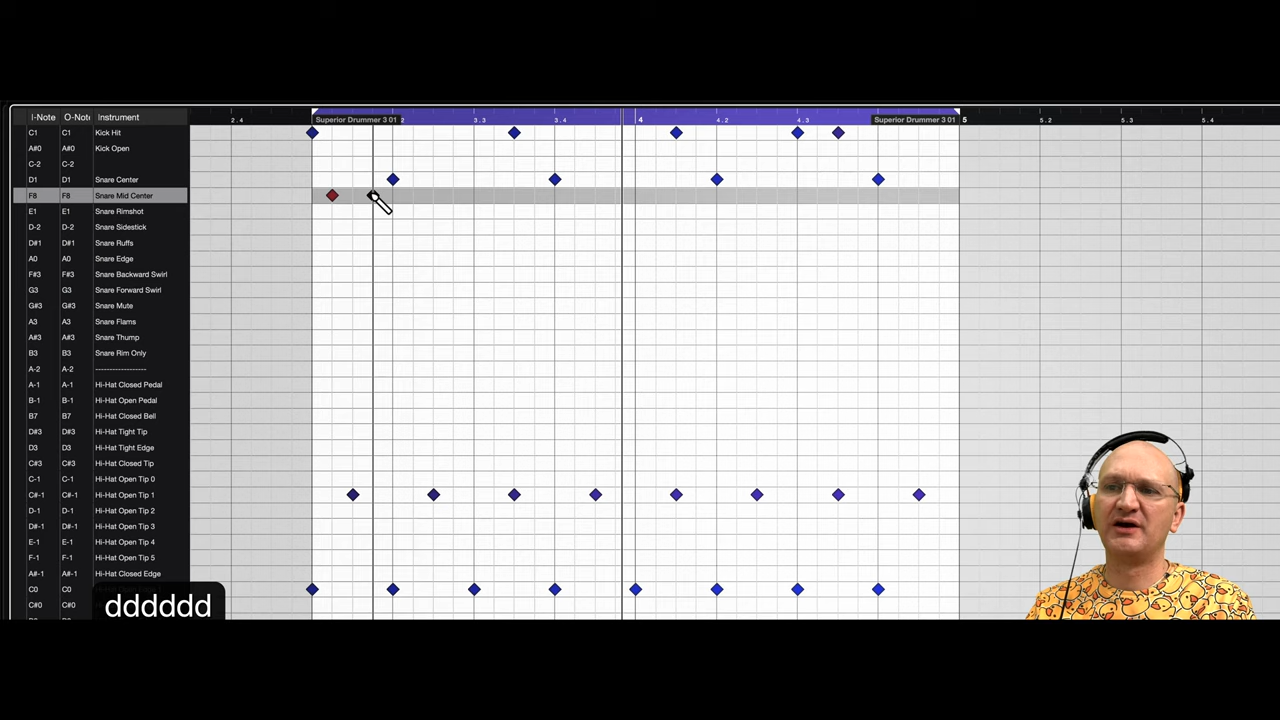 I-Note O-Note Instrument 2.4 Superior Drummer 3 01 2 3.3 3.4 4 4.2 4.3 Superior Drummer 3 01 5 5.2 5.3 5.4
C1 C1 Kick Hit
A#0 A#0 Kick Open
C-2 C-2
D1 D1 Snare Center
F8 F8 Snare Mid Center
E1 E1 Snare Rimshot
D-2 D-2 Snare Sidestick
D#1 D#1 Snare Ruffs
A0 A0 Snare Edge
F#3 F#3 Snare Backward Swirl
G3 G3 Snare Forward Swirl
G#3 G#3 Snare Mute
A3 A3 Snare Flams
A#3 A#3 Snare Thump
B3 B3 Snare Rim Only
A-2 A-2 ------------------
A-1 A-1 Hi-Hat Closed Pedal
B-1 B-1 Hi-Hat Open Pedal
B7 B7 Hi-Hat Closed Bell
D#3 D#3 Hi-Hat Tight Tip
D3 D3 Hi-Hat Tight Edge
C#3 C#3 Hi-Hat Closed Tip
C-1 C-1 Hi-Hat Open Tip 0
C#-1 C#-1 Hi-Hat Open Tip 1
D-1 D-1 Hi-Hat Open Tip 2
D#-1 D#-1 Hi-Hat Open Tip 3
E-1 E-1 Hi-Hat Open Tip 4
F-1 F-1 Hi-Hat Open Tip 5
A#-1 A#-1 Hi-Hat Closed Edge
C0 C0
C#0 C#0
dddddd